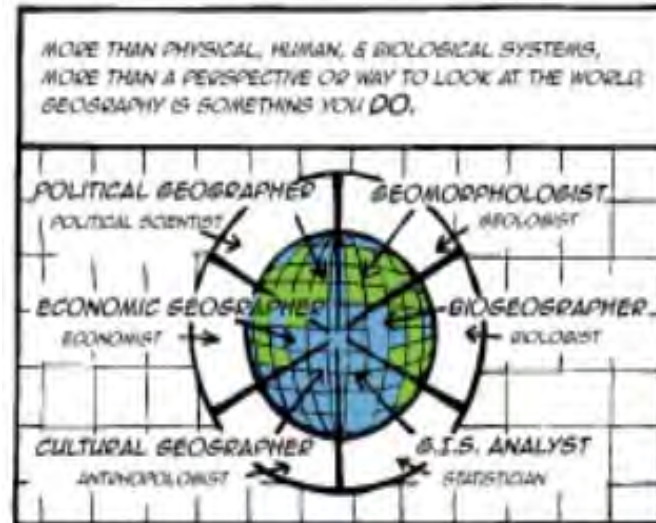 MORE THAN PHYSICAL, HUMAN, & BIOLOGICAL SYSTEMS,
MORE THAN A PERSPECTIVE OR WAY TO LOOK AT THE WORLD;
GEOGRAPHY IS SOMETHING YOU DO.
POLITICAL GEOGRAPHER
POLITICAL SCIENTIST
GEOMORPHOLOGIST
GEOLOGIST
ECONOMIC GEOGRAPHER
ECONOMIST
BIOGEOGRAPHER
BIOLOGIST
CULTURAL GEOGRAPHER
ANTHROPOLOGIST
G.I.S. ANALYST
STATISTICIAN